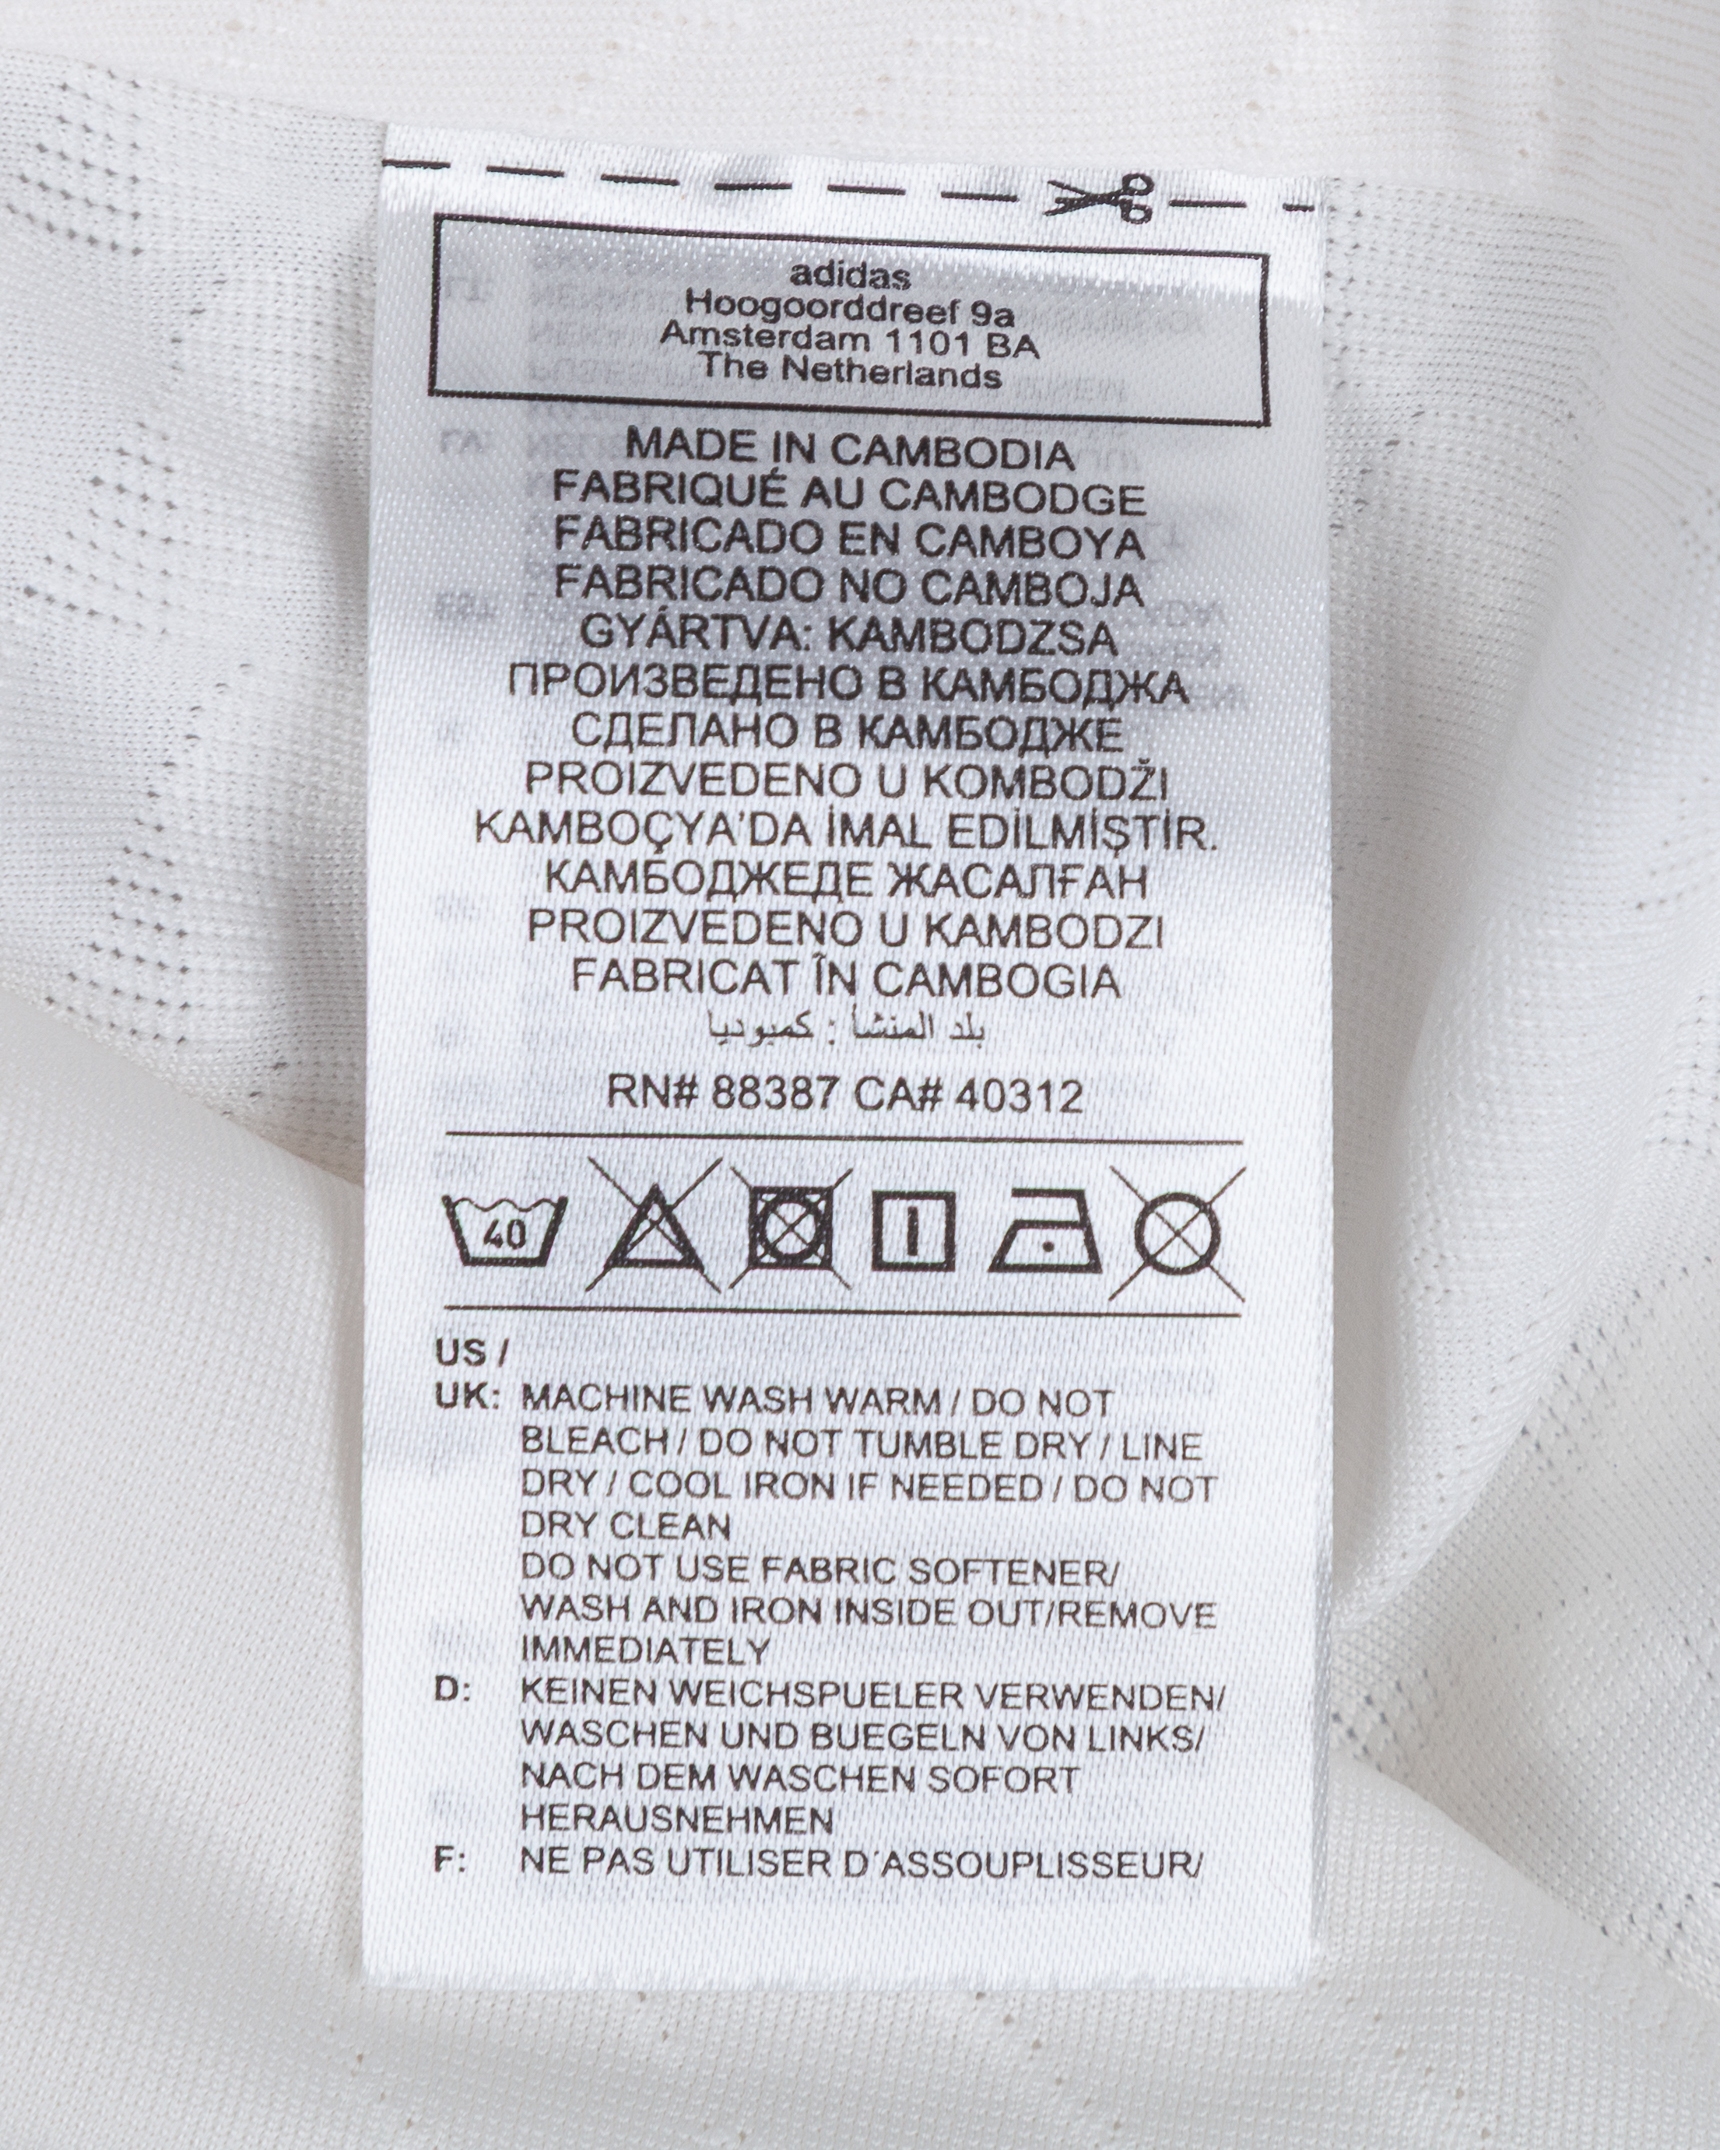 adidas
Hoogoorddreef 9a
Amsterdam 1101 BA
The Netherlands
MADE IN CAMBODIA
FABRIQUÉ AU CAMBODGE
FABRICADO EN CAMBOYA
FABRICADO NO CAMBOJA
GYÁRTVA: KAMBODZSA
ПРОИЗВЕДЕНО В КАМБОДЖА
СДЕЛАНО В КАМБОДЖЕ
PROIZVEDENO U KOMBODŽI
KAMBOÇYA'DA İMAL EDİLMİŞTİR.
КАМБОДЖЕДЕ ЖАСАЛҒАН
PROIZVEDENO U KAMBODZI
FABRICAT ÎN CAMBOGIA
بلد المنشأ : كمبوديا
RN# 88387 CA# 40312
40
US /
UK: MACHINE WASH WARM / DO NOT
BLEACH / DO NOT TUMBLE DRY / LINE
DRY / COOL IRON IF NEEDED / DO NOT
DRY CLEAN
DO NOT USE FABRIC SOFTENER/
WASH AND IRON INSIDE OUT/REMOVE
IMMEDIATELY
D: KEINEN WEICHSPUELER VERWENDEN/
WASCHEN UND BUEGELN VON LINKS/
NACH DEM WASCHEN SOFORT
HERAUSNEHMEN
F: NE PAS UTILISER D´ASSOUPLISSEUR/